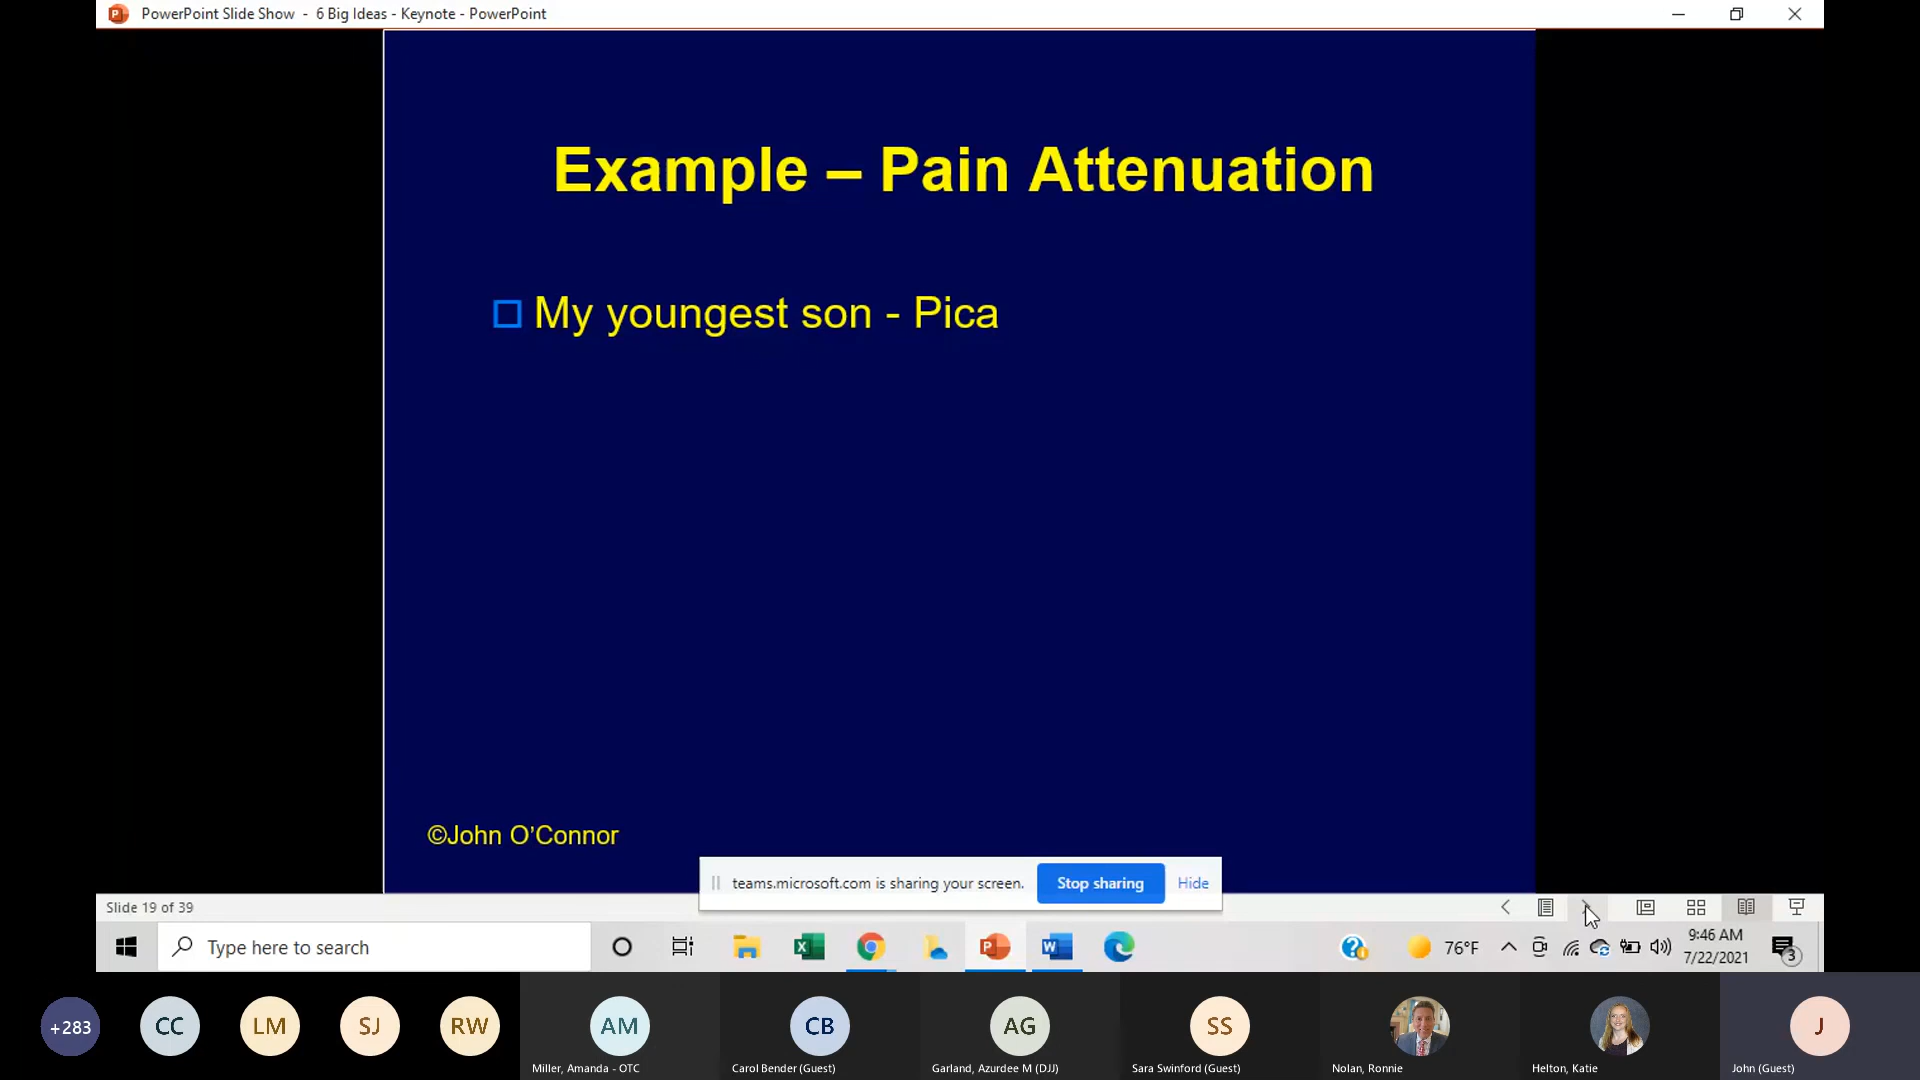 PowerPoint Slide Show - 6 Big Ideas - Keynote - PowerPoint
Example – Pain Attenuation
My youngest son - Pica
©John O'Connor
teams.microsoft.com is sharing your screen. Stop sharing Hide
Slide 19 of 39
Type here to search
76°F
9:46 AM
7/22/2021
3
+283 CC LM SJ RW AM CB AG SS J
Miller, Amanda - OTC Carol Bender (Guest) Garland, Azurdee M (DJJ) Sara Swinford (Guest) Nolan, Ronnie Helton, Katie John (Guest)